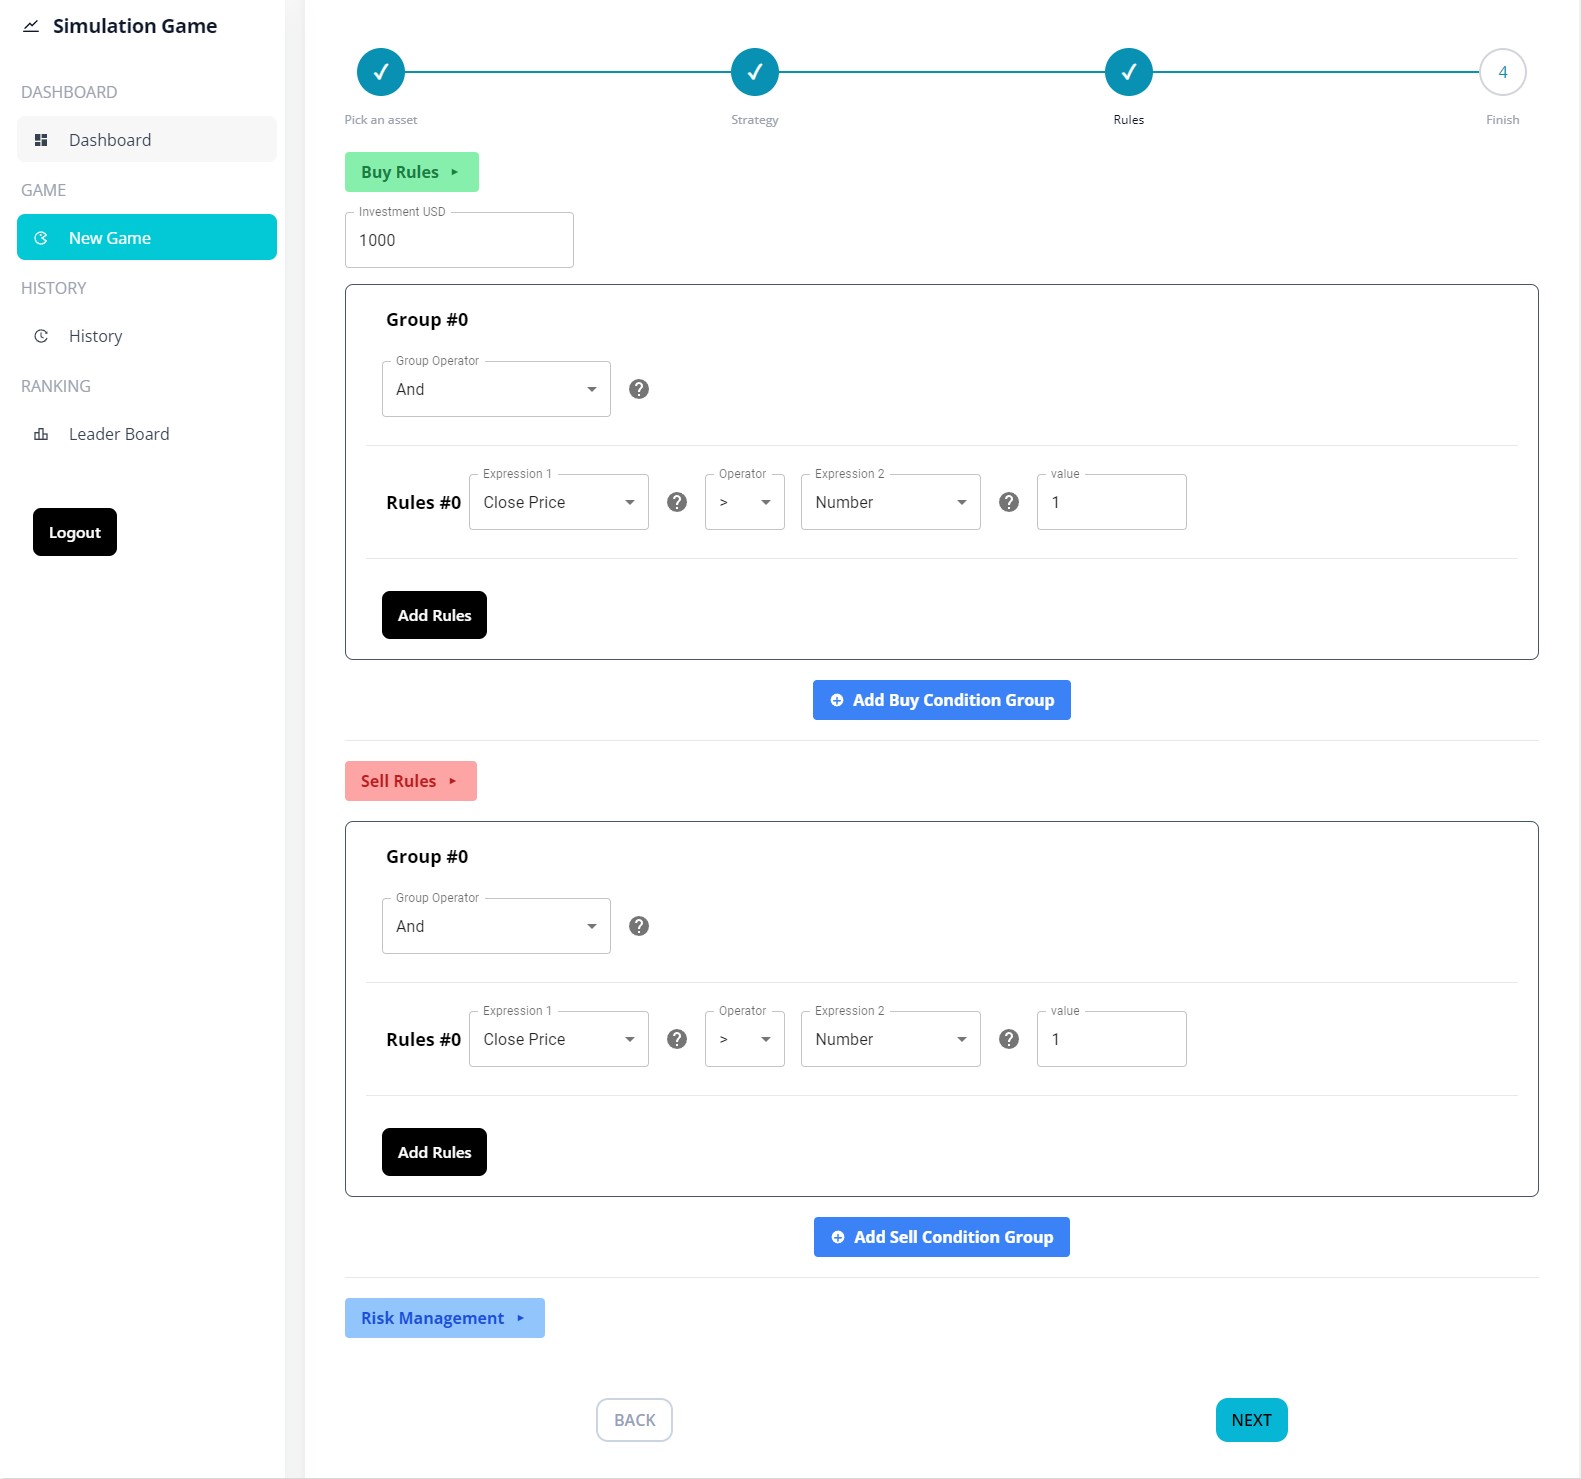 Simulation Game
DASHBOARD
Dashboard
GAME
New Game
HISTORY
History
RANKING
Leader Board
Logout
4
Pick an asset
Strategy
Rules
Finish
Buy Rules
Investment USD
1000
Group #0
Group Operator
And
Expression 1
Operator
Expression 2
value
Rules #0 Close Price > Number 1
Add Rules
Add Buy Condition Group
Sell Rules
Group #0
Group Operator
And
Expression 1
Operator
Expression 2
value
Rules #0 Close Price > Number 1
Add Rules
Add Sell Condition Group
Risk Management
BACK
NEXT